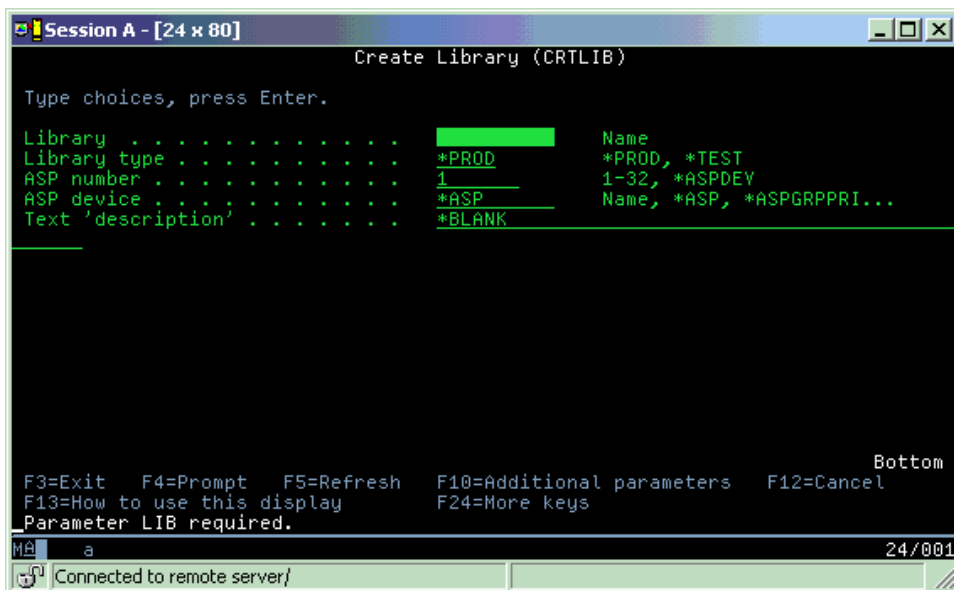 Session A - [24 x 80]
Create Library (CRTLIB)
Type choices, press Enter.
Library . . . . . . . . . . . . Name
Library type . . . . . . . . . . *PROD *PROD, *TEST
ASP number . . . . . . . . . . . 1 1-32, *ASPDEV
ASP device . . . . . . . . . . . *ASP Name, *ASP, *ASPGRPPRI...
Text 'description' . . . . . . . *BLANK
Bottom
F3=Exit F4=Prompt F5=Refresh F10=Additional parameters F12=Cancel
F13=How to use this display F24=More keys
Parameter LIB required.
MA a 24/001
Connected to remote server/